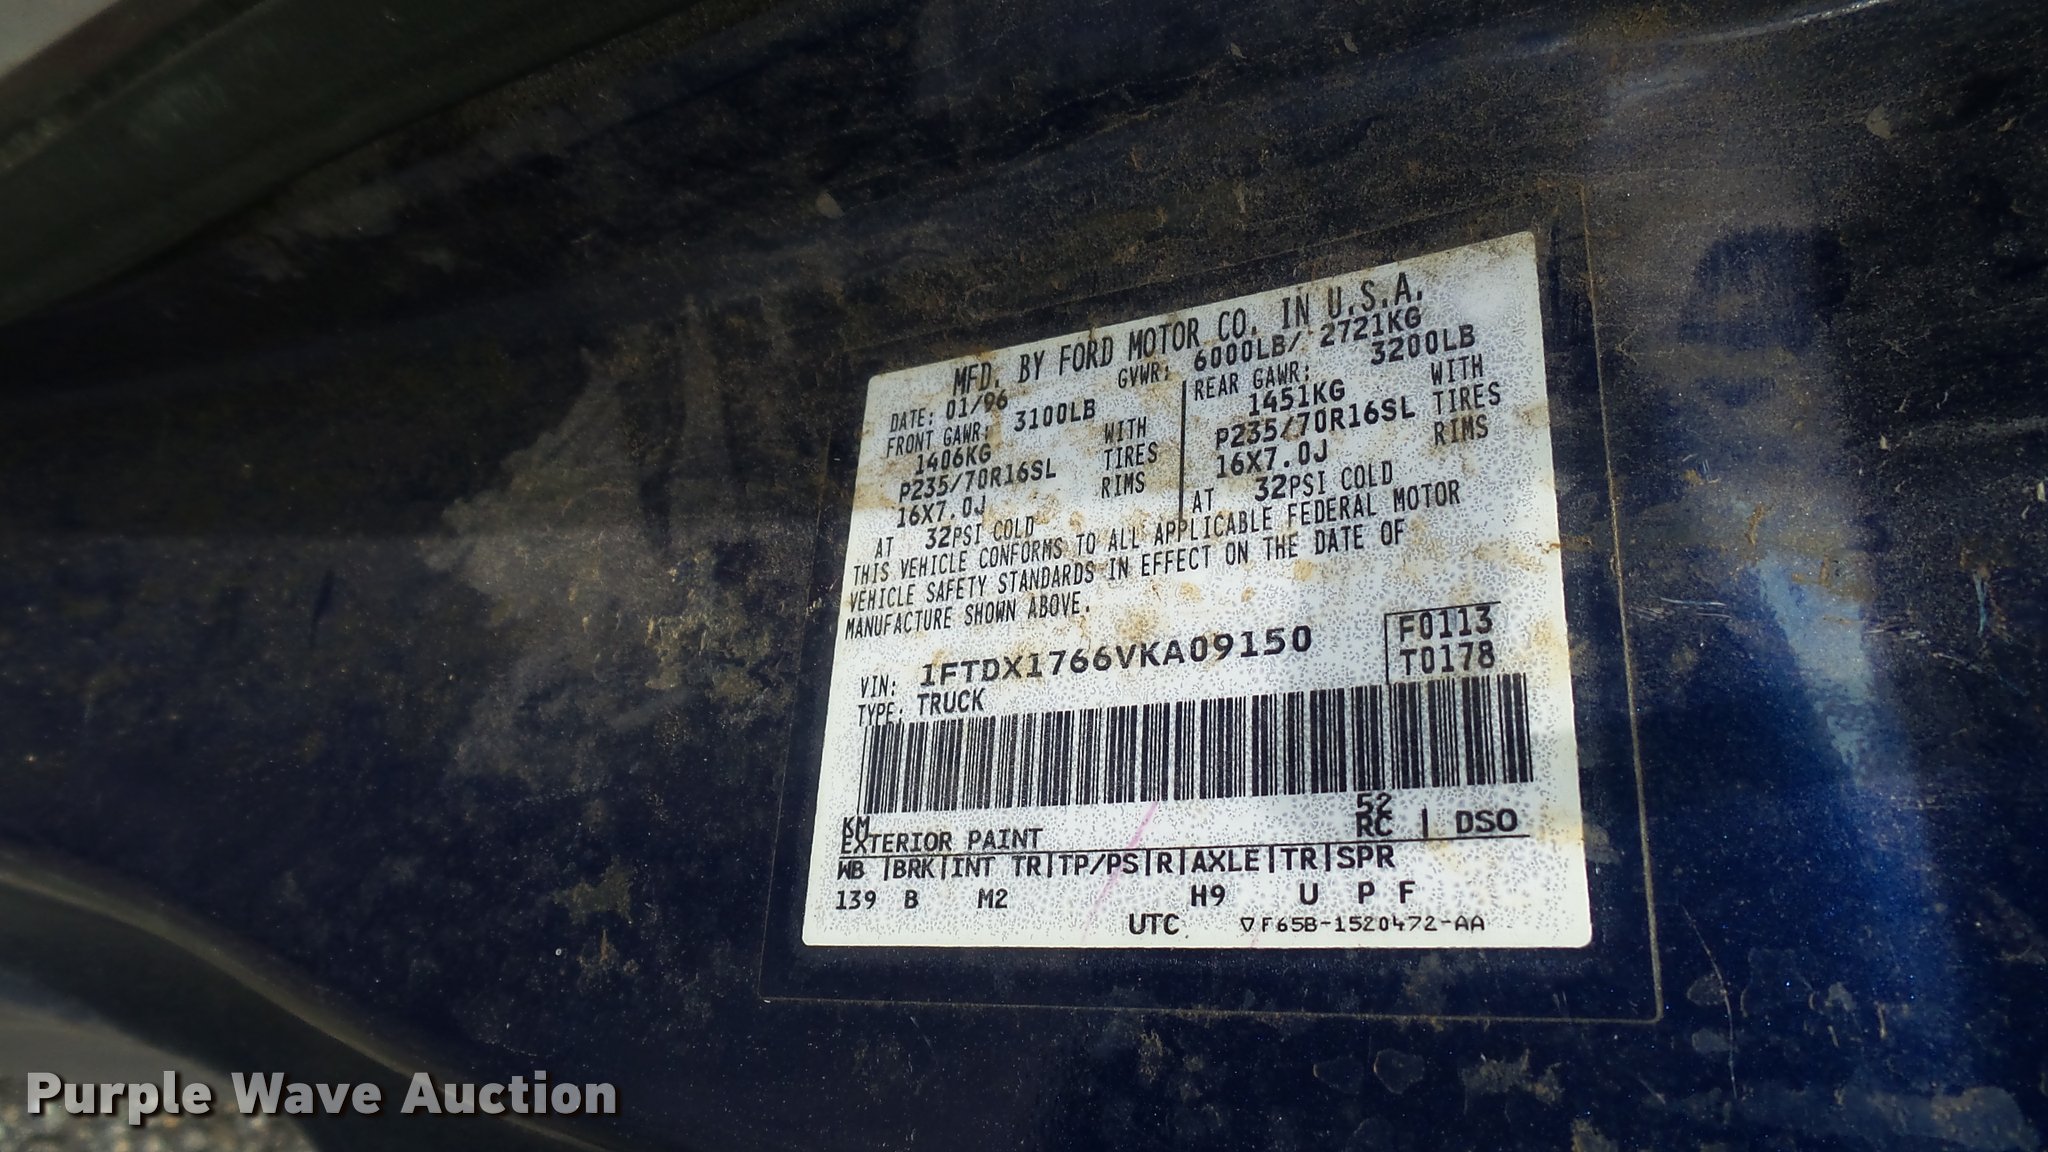 MFD. BY FORD MOTOR CO. IN U.S.A.
DATE: 01/96 GVWR: 6000LB/ 2721KG
FRONT GAWR: 3100LB REAR GAWR: 3200LB
1406KG WITH 1451KG WITH
P235/70R16SL TIRES P235/70R16SL TIRES
16X7.0J RIMS 16X7.0J RIMS
AT 32PSI COLD AT 32PSI COLD
THIS VEHICLE CONFORMS TO ALL APPLICABLE FEDERAL MOTOR
VEHICLE SAFETY STANDARDS IN EFFECT ON THE DATE OF
MANUFACTURE SHOWN ABOVE.
VIN: 1FTDX1766VKA09150 F0113
TYPE: TRUCK T0178
KM 52
EXTERIOR PAINT RC | DSO
WB |BRK|INT TR|TP/PS|R|AXLE|TR|SPR
139 B M2 H9 U P F
UTC ▽F65B-1520472-AA
Purple Wave Auction